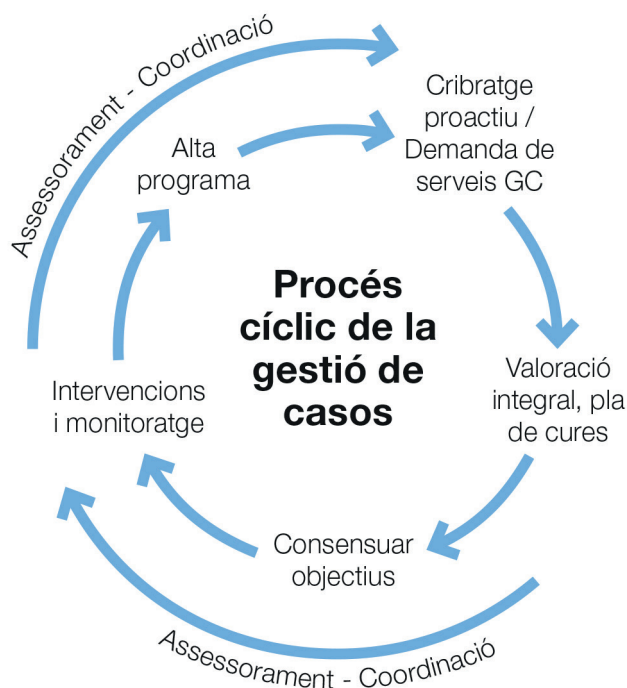 Assessorament - Coordinació
Cribratge
proactiu /
Demanda de
serveis GC
Alta
programa
Procés
cíclic de la
gestió de
casos
Valoració
integral, pla
de cures
Intervencions
i monitoratge
Consensuar
objectius
Assessorament - Coordinació